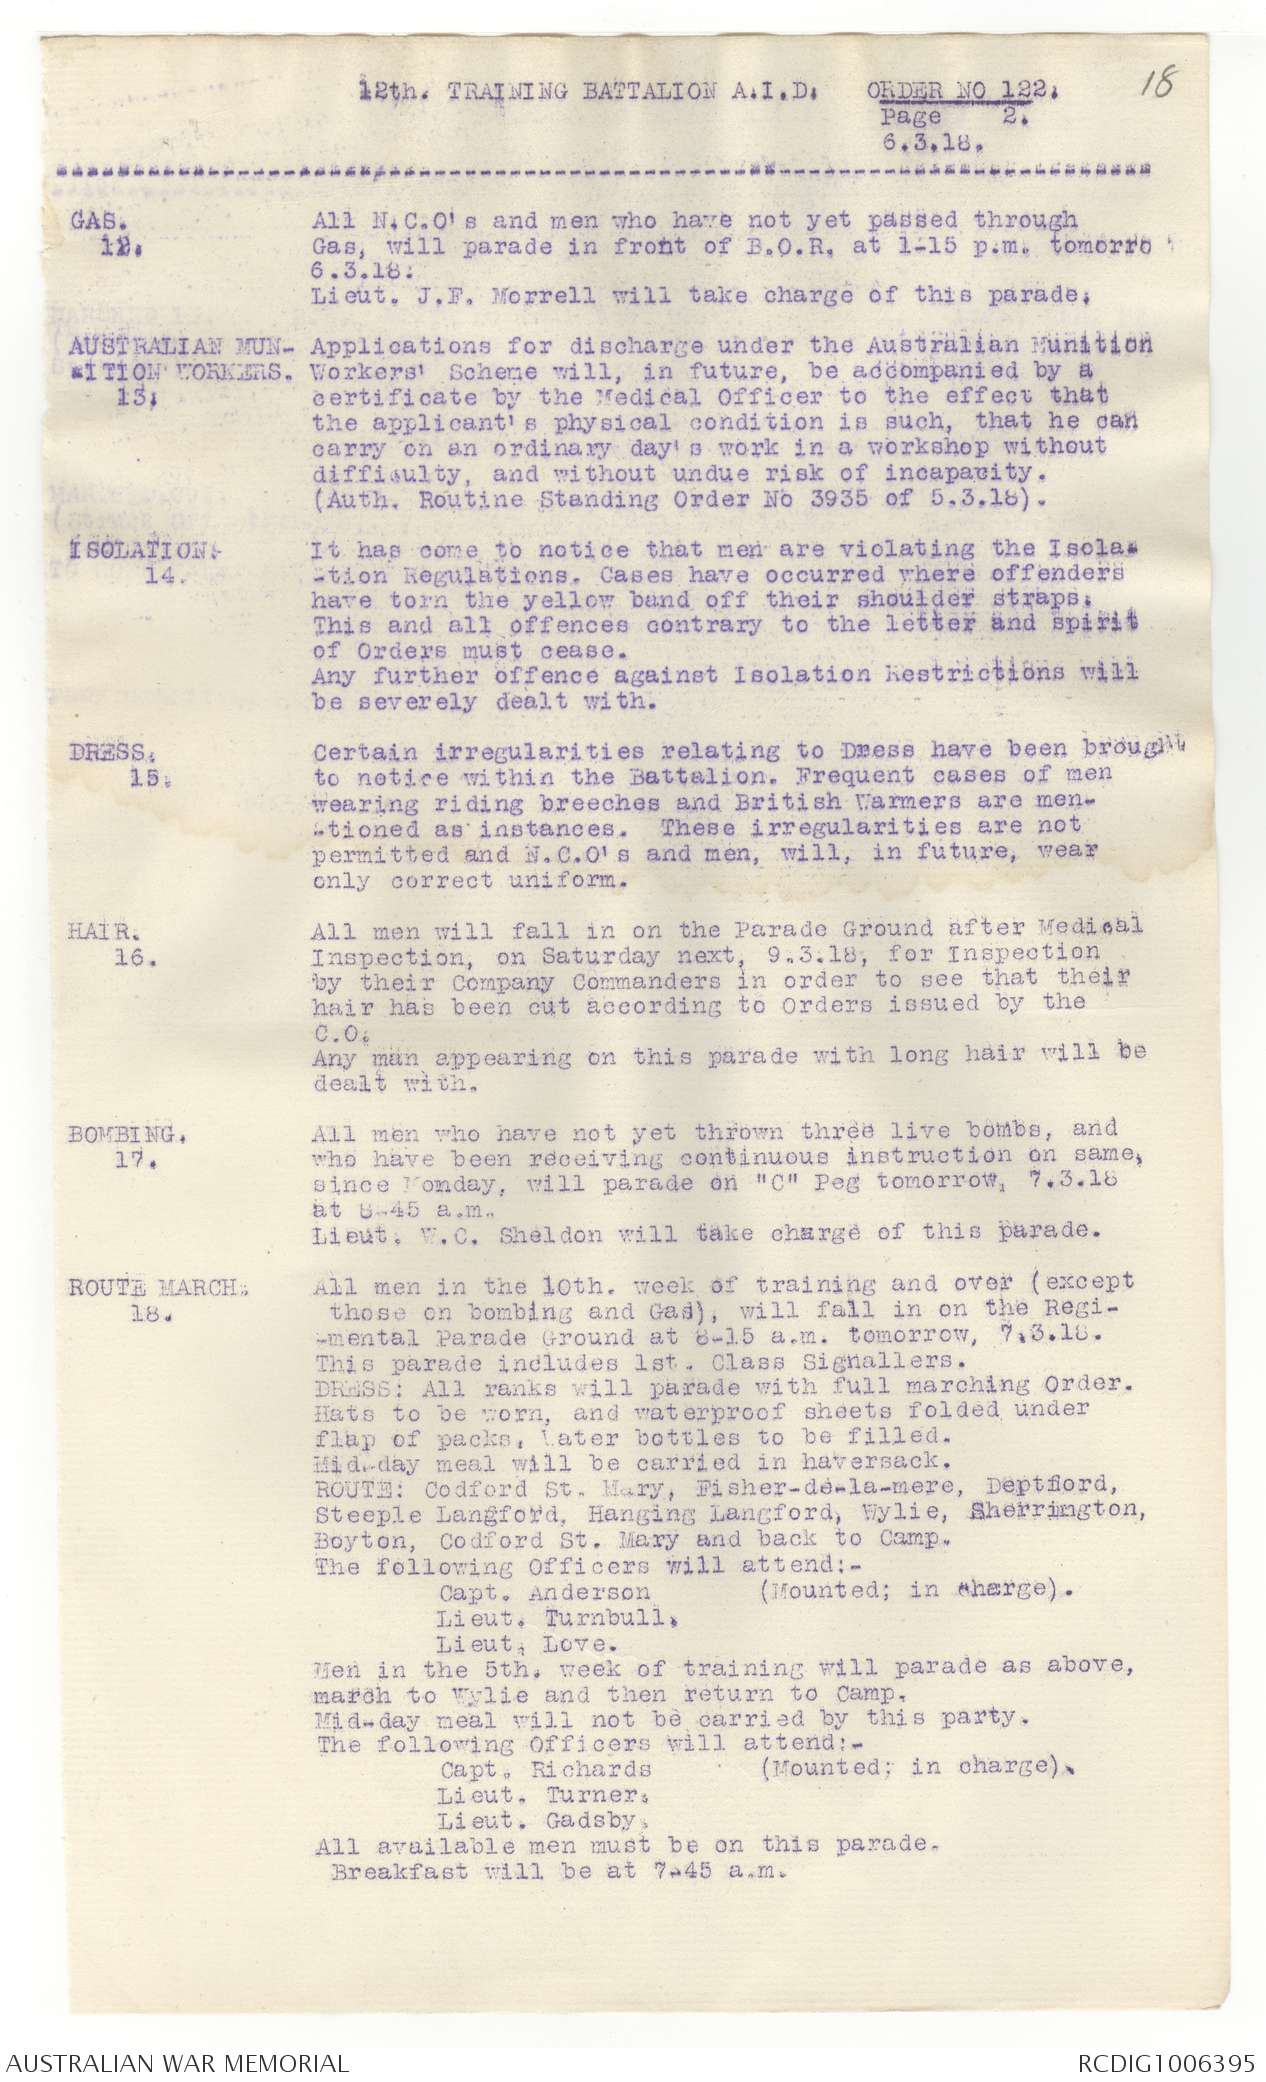 18
12th. TRAINING BATTALION A.I.D. ORDER NO 122.
Page 2.
6.3.18.
GAS.
12.
All N.C.O's and men who have not yet passed through
Gas, will parade in front of B.O.R. at 1-15 p.m. tomorro
6.3.18.
Lieut. J.F. Morrell will take charge of this parade.
AUSTRALIAN MUN-
-ITION WORKERS.
13.
Applications for discharge under the Australian Munition
Workers' Scheme will, in future, be accompanied by a
certificate by the Medical Officer to the effect that
the applicant's physical condition is such, that he can
carry on an ordinary day's work in a workshop without
difficulty, and without undue risk of incapacity.
(Auth. Routine Standing Order No 3935 of 5.3.18).
ISOLATION.
14.
It has come to notice that men are violating the Isola-
-tion Regulations. Cases have occurred where offenders
have torn the yellow band off their shoulder straps.
This and all offences contrary to the letter and spirit
of Orders must cease.
Any further offence against Isolation Restrictions will
be severely dealt with.
DRESS.
15.
Certain irregularities relating to Dress have been brought
to notice within the Battalion. Frequent cases of men
wearing riding breeches and British Warmers are men-
-tioned as instances. These irregularities are not
permitted and N.C.O's and men, will, in future, wear
only correct uniform.
HAIR.
16.
All men will fall in on the Parade Ground after Medical
Inspection, on Saturday next, 9.3.18, for Inspection
by their Company Commanders in order to see that their
hair has been cut according to Orders issued by the
C.O.
Any man appearing on this parade with long hair will be
dealt with.
BOMBING.
17.
All men who have not yet thrown three live bombs, and
who have been receiving continuous instruction on same,
since Monday, will parade on "C" Peg tomorrow, 7.3.18
at 8-45 a.m.
Lieut. W.C. Sheldon will take charge of this parade.
ROUTE MARCH.
18.
All men in the 10th. week of training and over (except
those on bombing and Gas), will fall in on the Regi-
-mental Parade Ground at 8-15 a.m. tomorrow, 7.3.18.
This parade includes 1st. Class Signallers.
DRESS: All ranks will parade with full marching Order.
Hats to be worn, and waterproof sheets folded under
flap of packs. Water bottles to be filled.
Mid-day meal will be carried in haversack.
ROUTE: Codford St. Mary, Fisher-de-la-mere, Deptford,
Steeple Langford, Hanging Langford, Wylie, Sherrington,
Boyton, Codford St. Mary and back to Camp.
The following Officers will attend:-
Capt. Anderson (Mounted; in charge).
Lieut. Turnbull.
Lieut. Love.
Men in the 5th. week of training will parade as above,
march to Wylie and then return to Camp.
Mid-day meal will not be carried by this party.
The following Officers will attend:-
Capt. Richards (Mounted; in charge).
Lieut. Turner.
Lieut. Gadsby.
All available men must be on this parade.
Breakfast will be at 7-45 a.m.
AUSTRALIAN WAR MEMORIAL RCDIG1006395